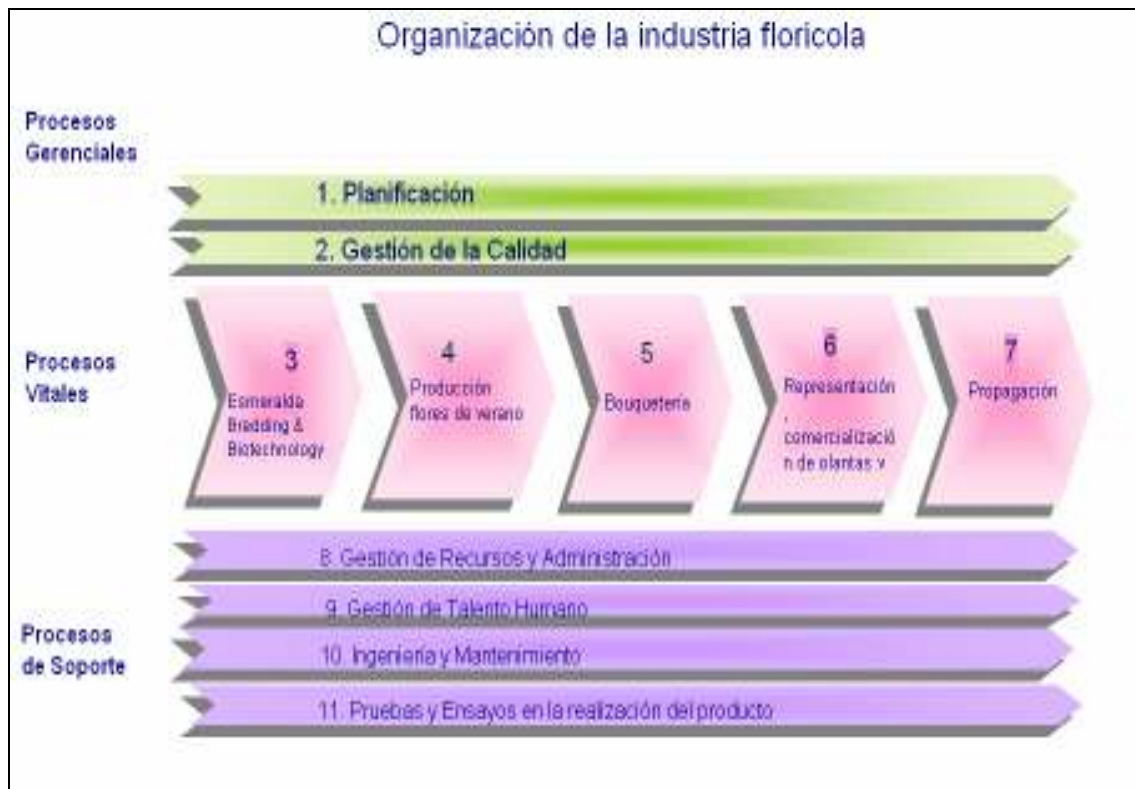 Organización de la industria florícola
Procesos
Gerenciales
1. Planificación
2. Gestión de la Calidad
Procesos
Vitales
3
Esmeralda
Bredding &
Biotechnology
4
Producción
flores de verano
5
Bouquetería
6
Representación
,
comercializació
n de plantas y
7
Propagación
Procesos
de Soporte
8. Gestión de Recursos y Administración
9. Gestión de Talento Humano
10. Ingeniería y Mantenimiento
11. Pruebas y Ensayos en la realización del producto